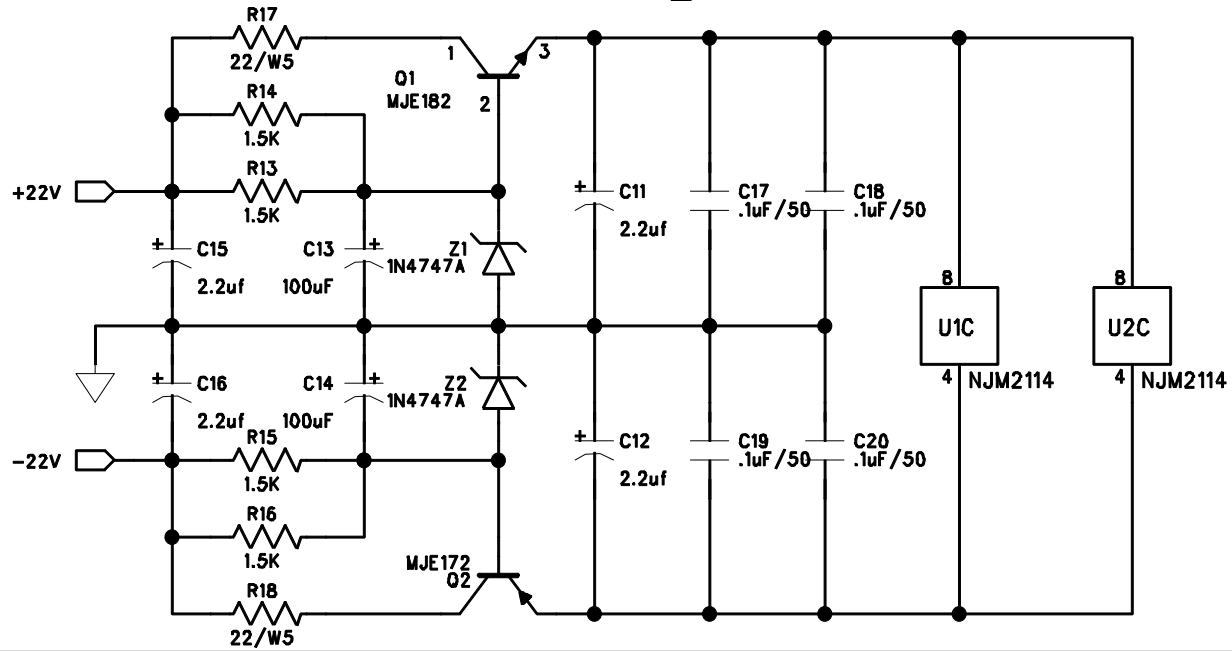 R17
22/W5
1
3
Q1
MJE182
2
R14
1.5K
R13
1.5K
+22V
+
C15
2.2uf
C13
100uF
+
1N4747A
Z1
+
C11
2.2uf
C17
.1uF/50
C18
.1uF/50
8
U1C
4
NJM2114
8
U2C
4
NJM2114
+
C16
2.2uf
C14
100uF
+
1N4747A
Z2
-22V
R15
1.5K
R16
1.5K
+
C12
2.2uf
C19
.1uF/50
C20
.1uF/50
MJE172
Q2
R18
22/W5